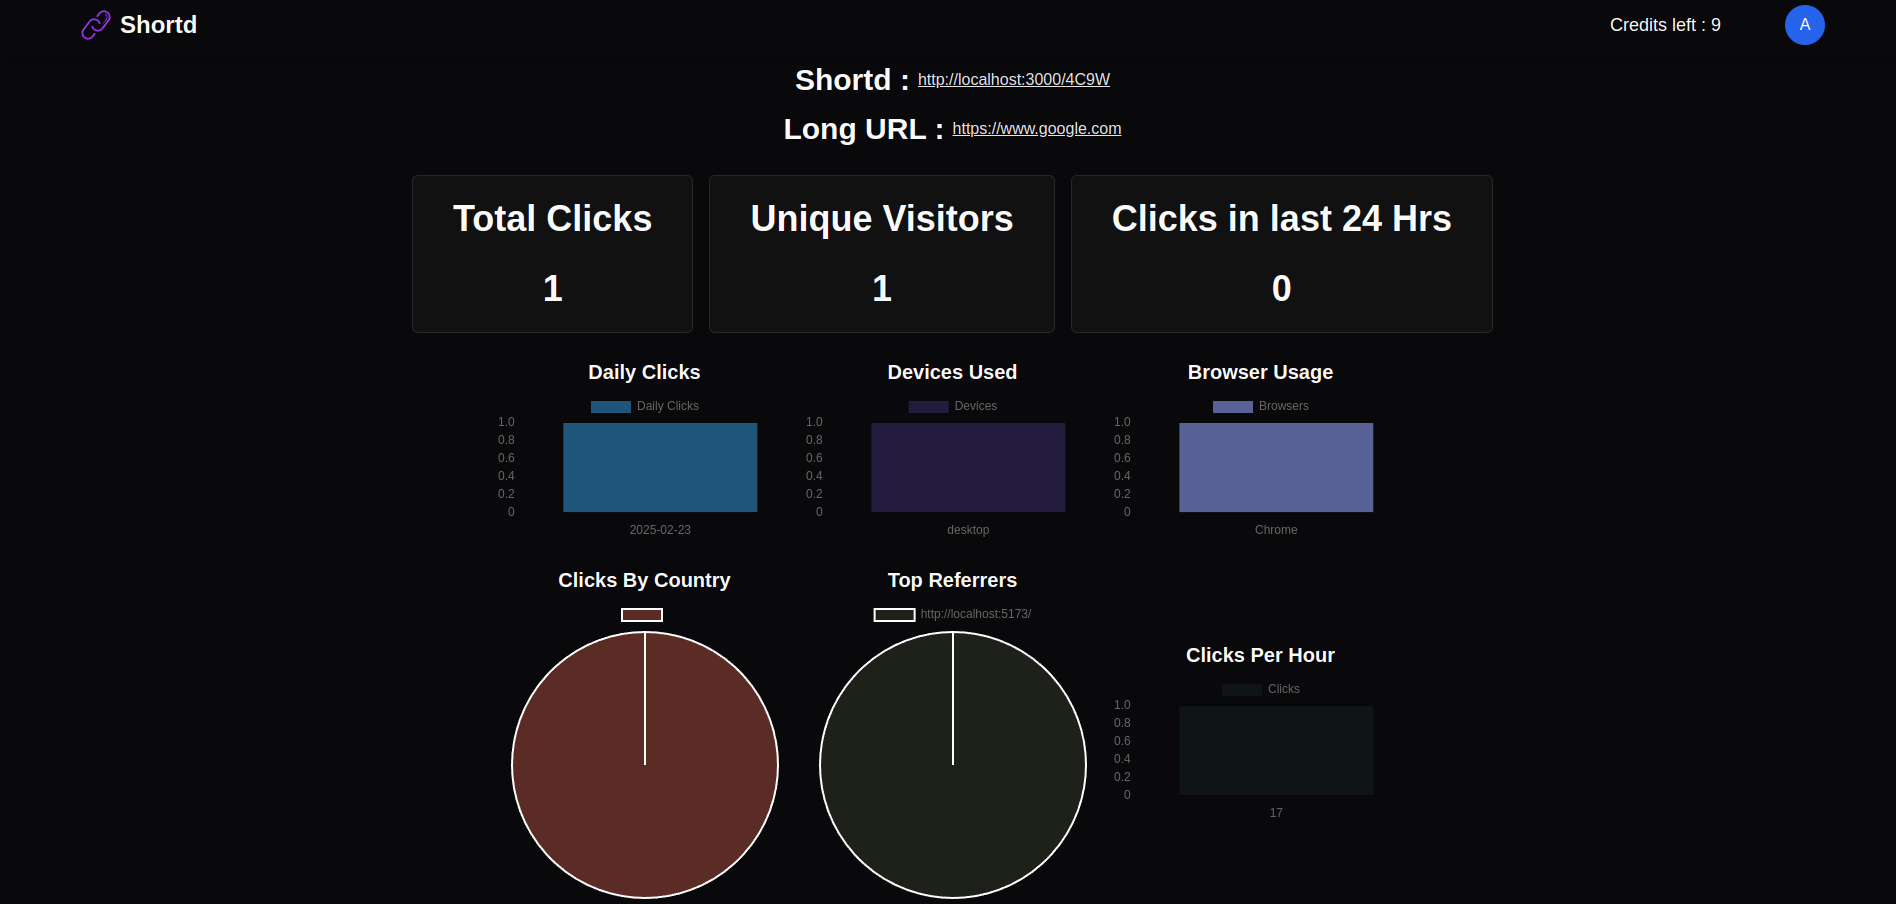 Shortd
Credits left : 9
A
Shortd : http://localhost:3000/4C9W
Long URL : https://www.google.com
Total Clicks
1
Unique Visitors
1
Clicks in last 24 Hrs
0
Daily Clicks
Daily Clicks
1.0
0.8
0.6
0.4
0.2
0
2025-02-23
Devices Used
Devices
1.0
0.8
0.6
0.4
0.2
0
desktop
Browser Usage
Browsers
1.0
0.8
0.6
0.4
0.2
0
Chrome
Clicks By Country
Top Referrers
http://localhost:5173/
Clicks Per Hour
Clicks
1.0
0.8
0.6
0.4
0.2
0
17